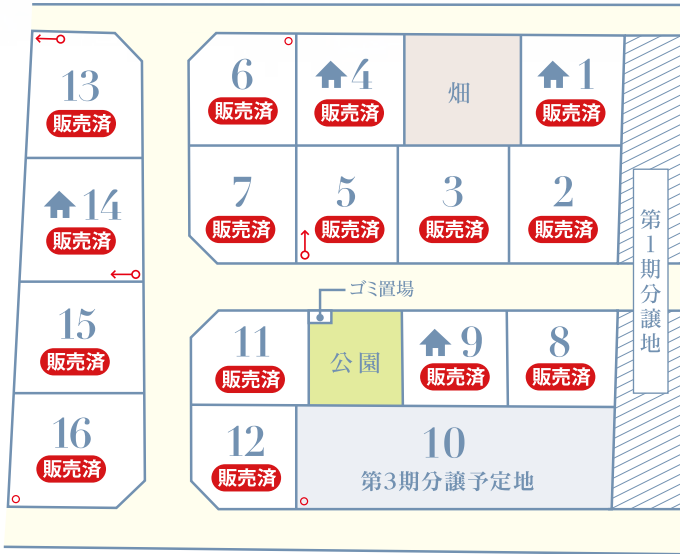 13
販売済
14
販売済
15
販売済
16
販売済
6
販売済
4
販売済
畑
1
販売済
7
販売済
5
販売済
3
販売済
2
販売済
ゴミ置場
11
販売済
公園
9
販売済
8
販売済
12
販売済
10
第3期分譲予定地
第1期分譲地